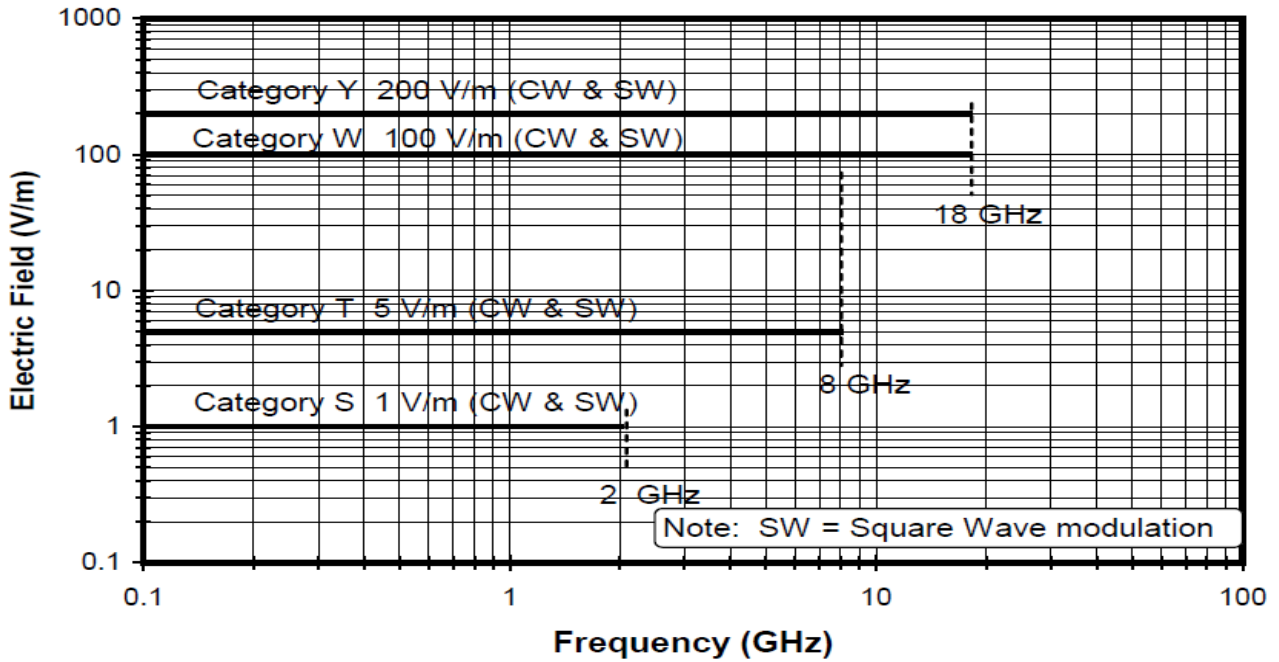 1000
Category Y 200 V/m (CW & SW)
Category W 100 V/m (CW & SW)
100
18 GHz
10
Category T 5 V/m (CW & SW)
8 GHz
Category S 1 V/m (CW & SW)
1
2 GHz
Note: SW = Square Wave modulation
0.1
0.1 1 10 100
Electric Field (V/m)
Frequency (GHz)